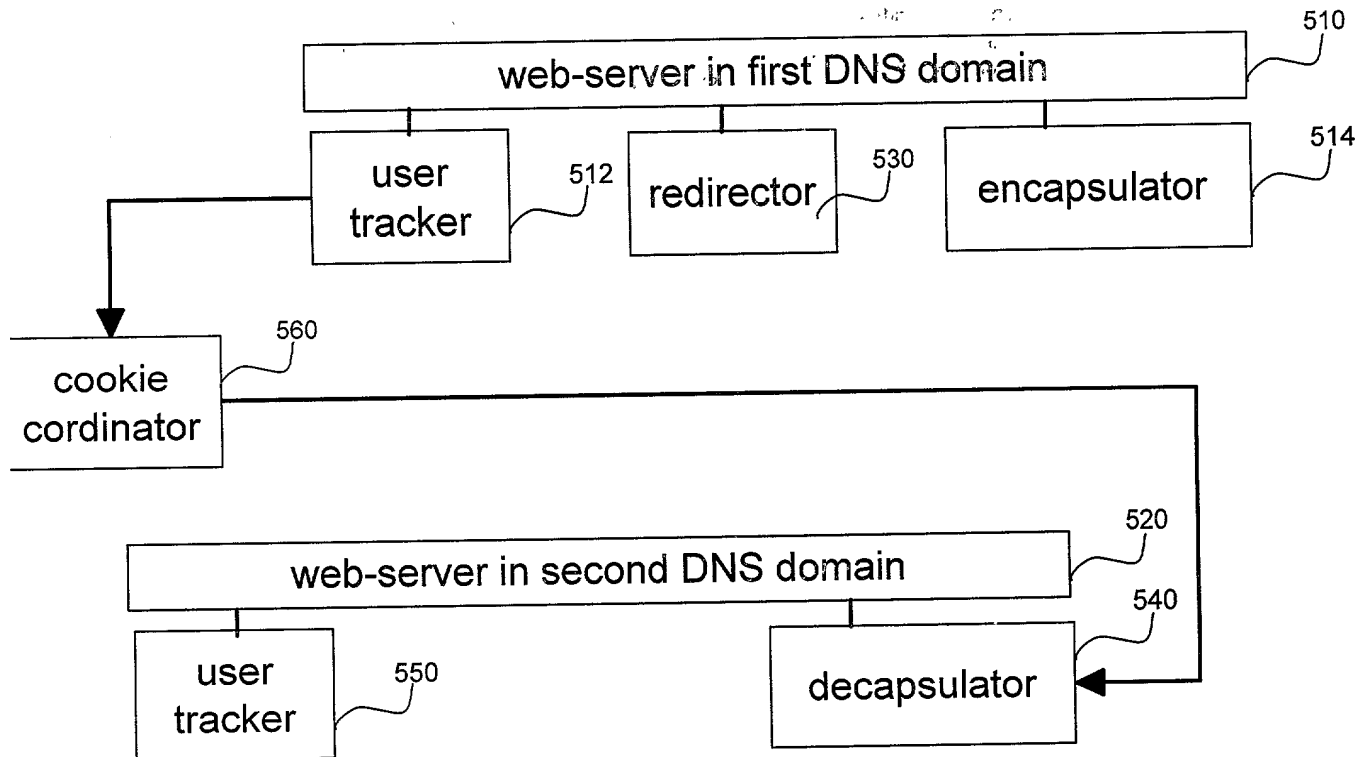 510
web-server in first DNS domain
user
tracker
512
redirector
530
encapsulator
514
cookie
cordinator
560
web-server in second DNS domain
520
user
tracker
550
decapsulator
540